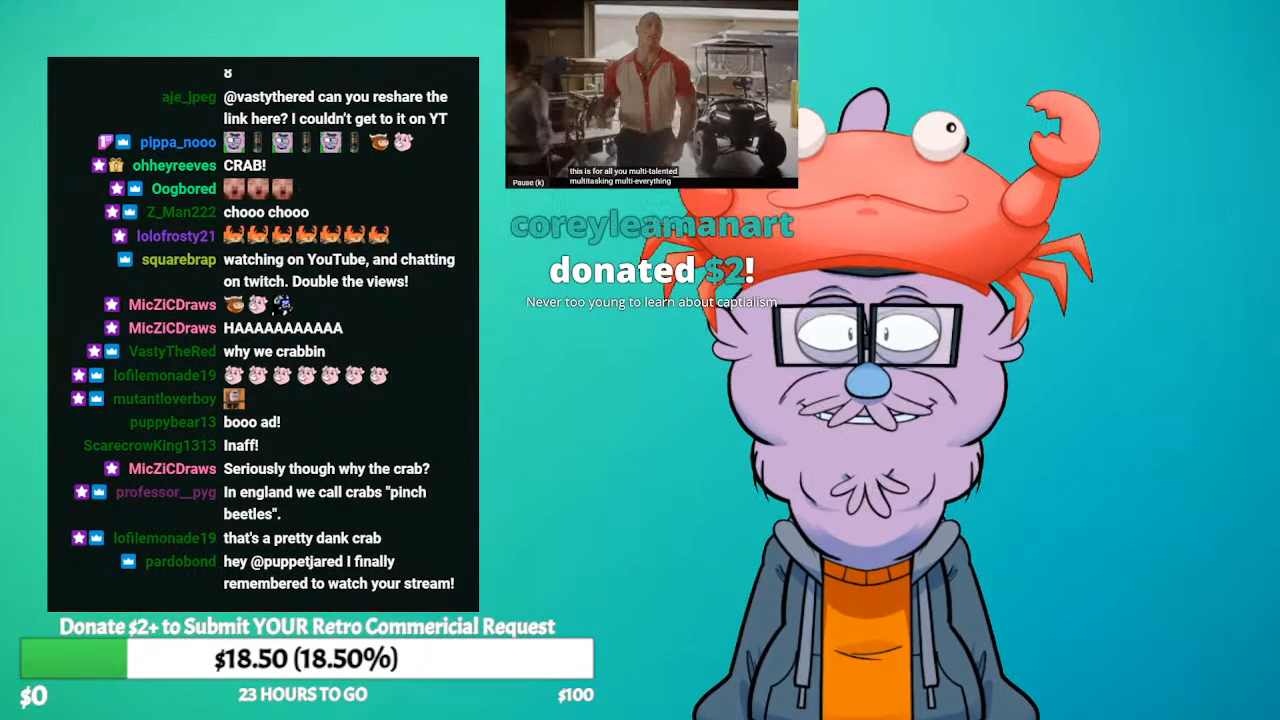 8
aje_jpeg @vastythered can you reshare the
link here? I couldn't get to it on YT
pippa_nooo
ohheyreeves CRAB!
Oogbored
Z_Man222 chooo chooo
lolofrosty21
squarebrap watching on YouTube, and chatting
on twitch. Double the views!
MicZiCDraws
MicZiCDraws HAAAAAAAAAAA
VastyTheRed why we crabbin
lofilemonade19
mutantloverboy
puppybear13 booo ad!
ScarecrowKing1313 Inaff!
MicZiCDraws Seriously though why the crab?
professor__pyg In england we call crabs "pinch
beetles".
lofilemonade19 that's a pretty dank crab
pardobond hey @puppetjared I finally
remembered to watch your stream!
this is for all you multi-talented
multitasking multi-everything
Pause (k)
coreyleamanart
donated $2!
Never too young to learn about captialism
Donate $2+ to Submit YOUR Retro Commericial Request
$18.50 (18.50%)
$0 23 HOURS TO GO $100